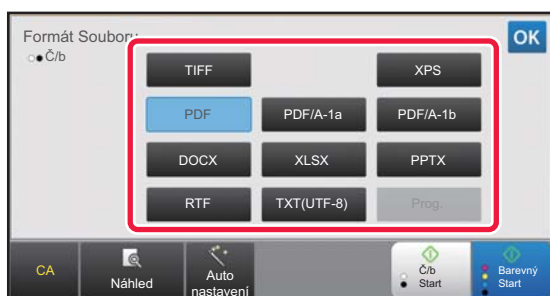 Formát Souboru
OK
Č/b
TIFF
XPS
PDF
PDF/A-1a
PDF/A-1b
DOCX
XLSX
PPTX
RTF
TXT(UTF-8)
Prog.
CA
Náhled
Auto
nastavení
Č/b
Start
Barevný
Start